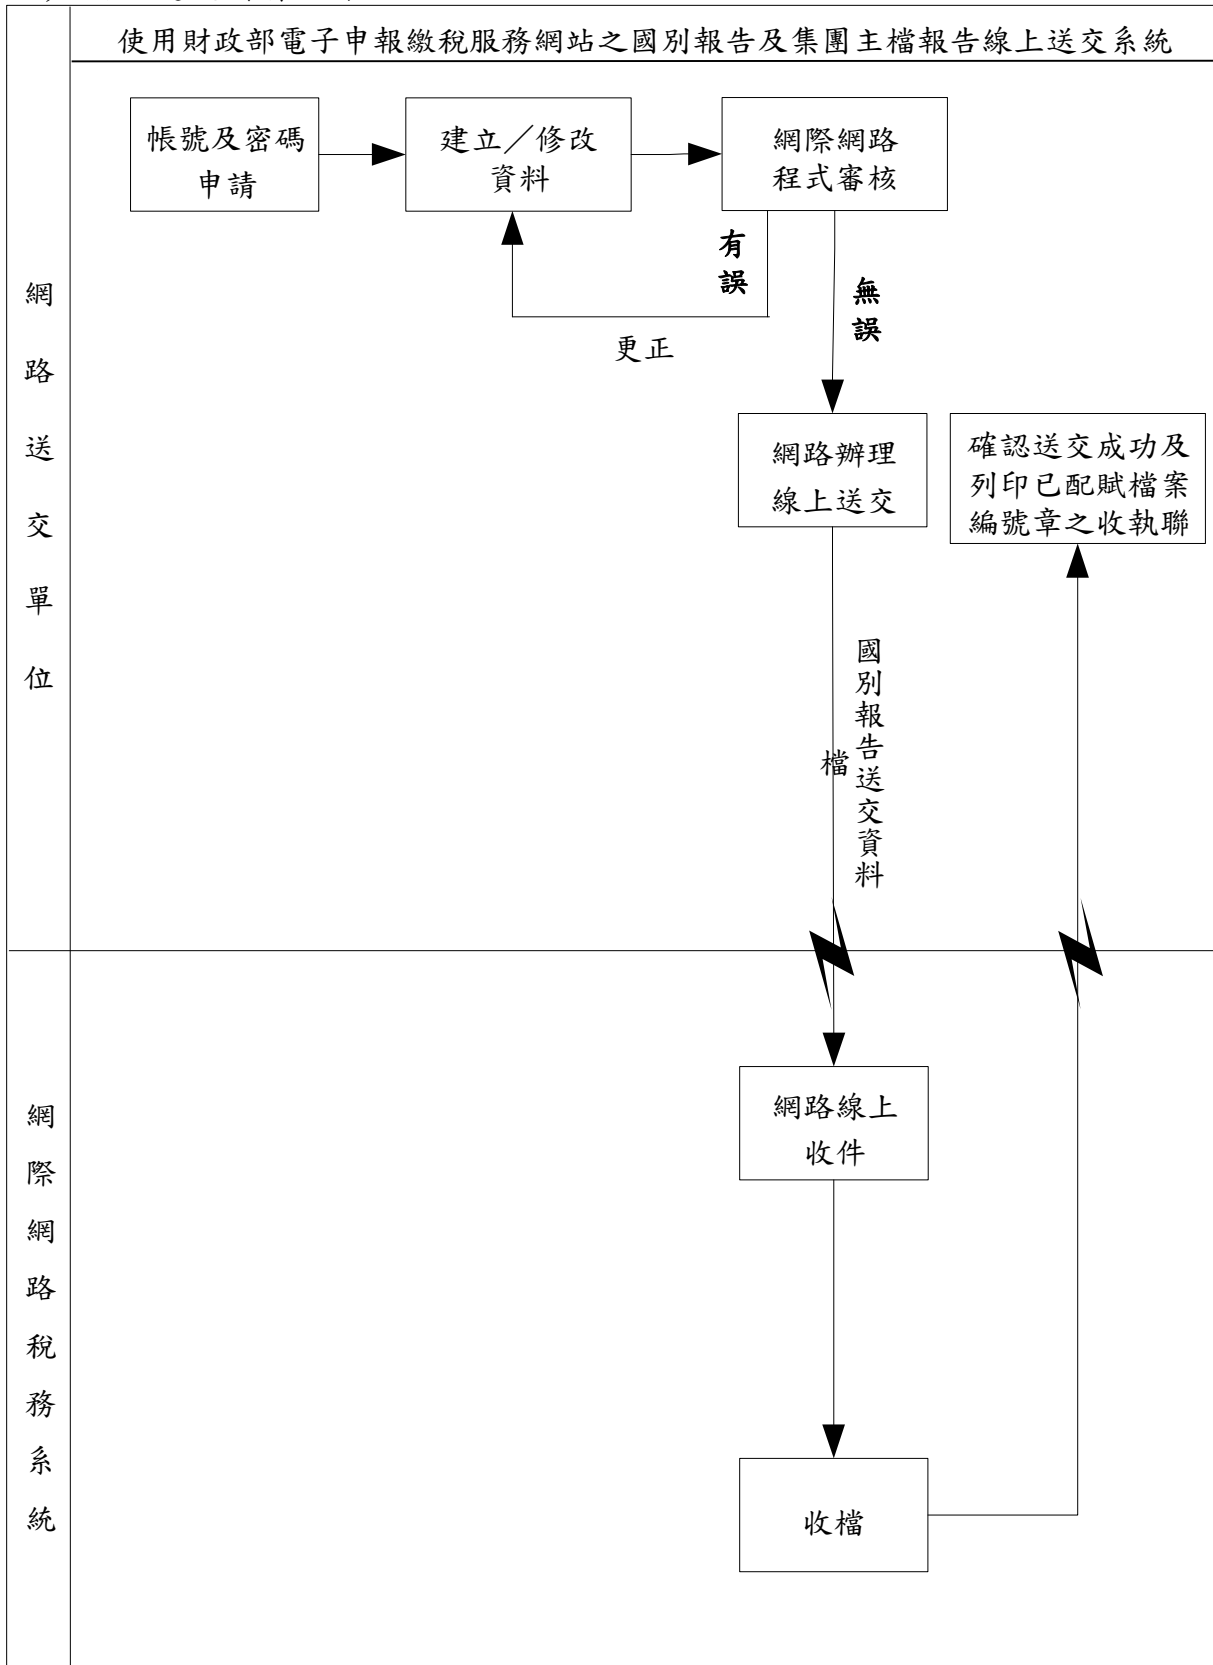 使用財政部電子申報繳稅服務網站之國別報告及集團主檔報告線上送交系統
帳號及密碼
申請
建立／修改
資料
網際網路
程式審核
有誤
無誤
更正
網路送交單位
網路辦理
線上送交
確認送交成功及
列印已配賦檔案
編號章之收執聯
國別報告送交資料
檔
網際網路稅務系統
網路線上
收件
收檔